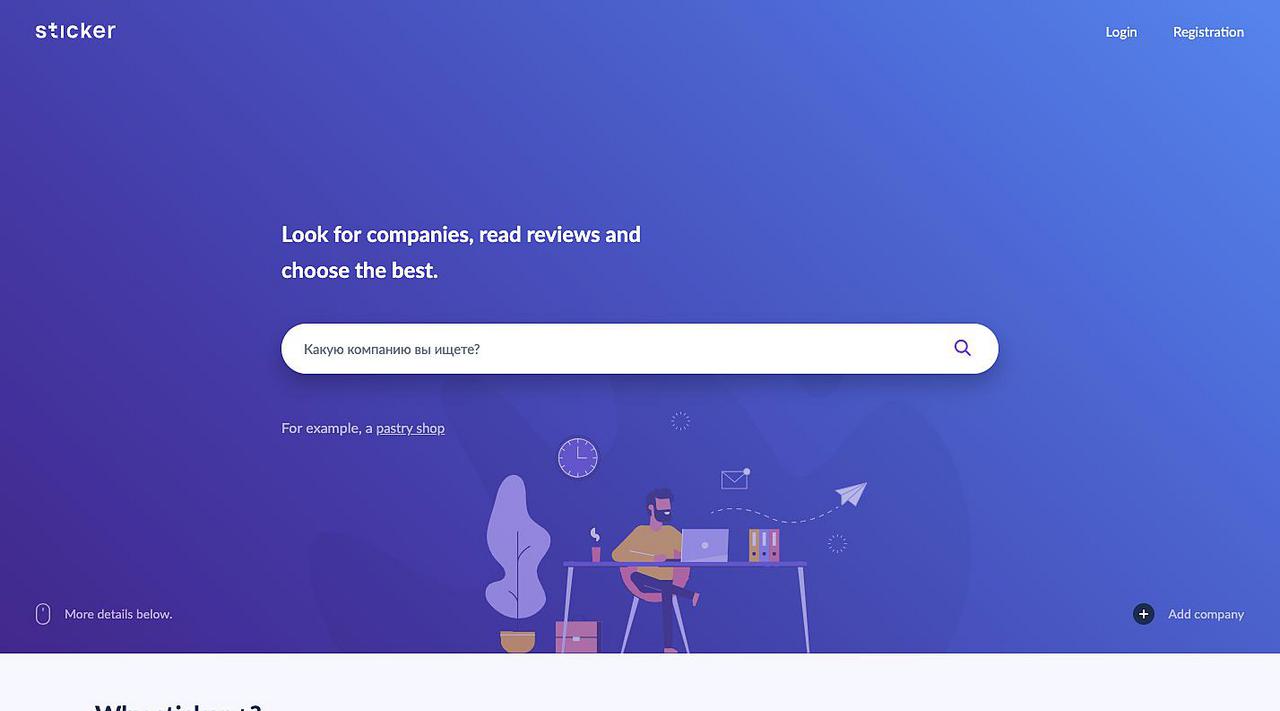 sticker
Login
Registration
Look for companies, read reviews and
choose the best.
Какую компанию вы ищете?
For example, a pastry shop
More details below.
Add company